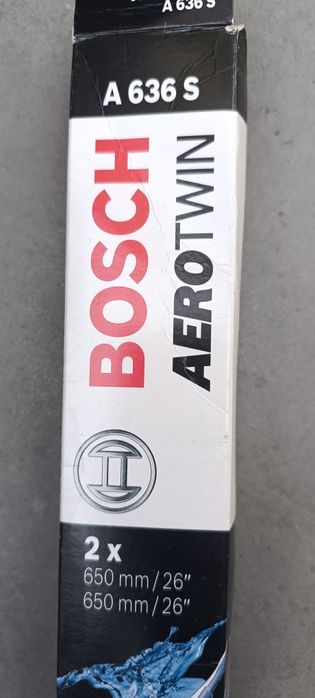 A 636 S
A 636 S
BOSCH
AEROTWIN
2 x
650 mm / 26"
650 mm / 26"